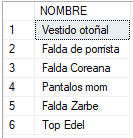 NOMBRE
1 Vestido otoñal
2 Falda de porrista
3 Falda Coreana
4 Pantalos mom
5 Falda Zarbe
6 Top Edel